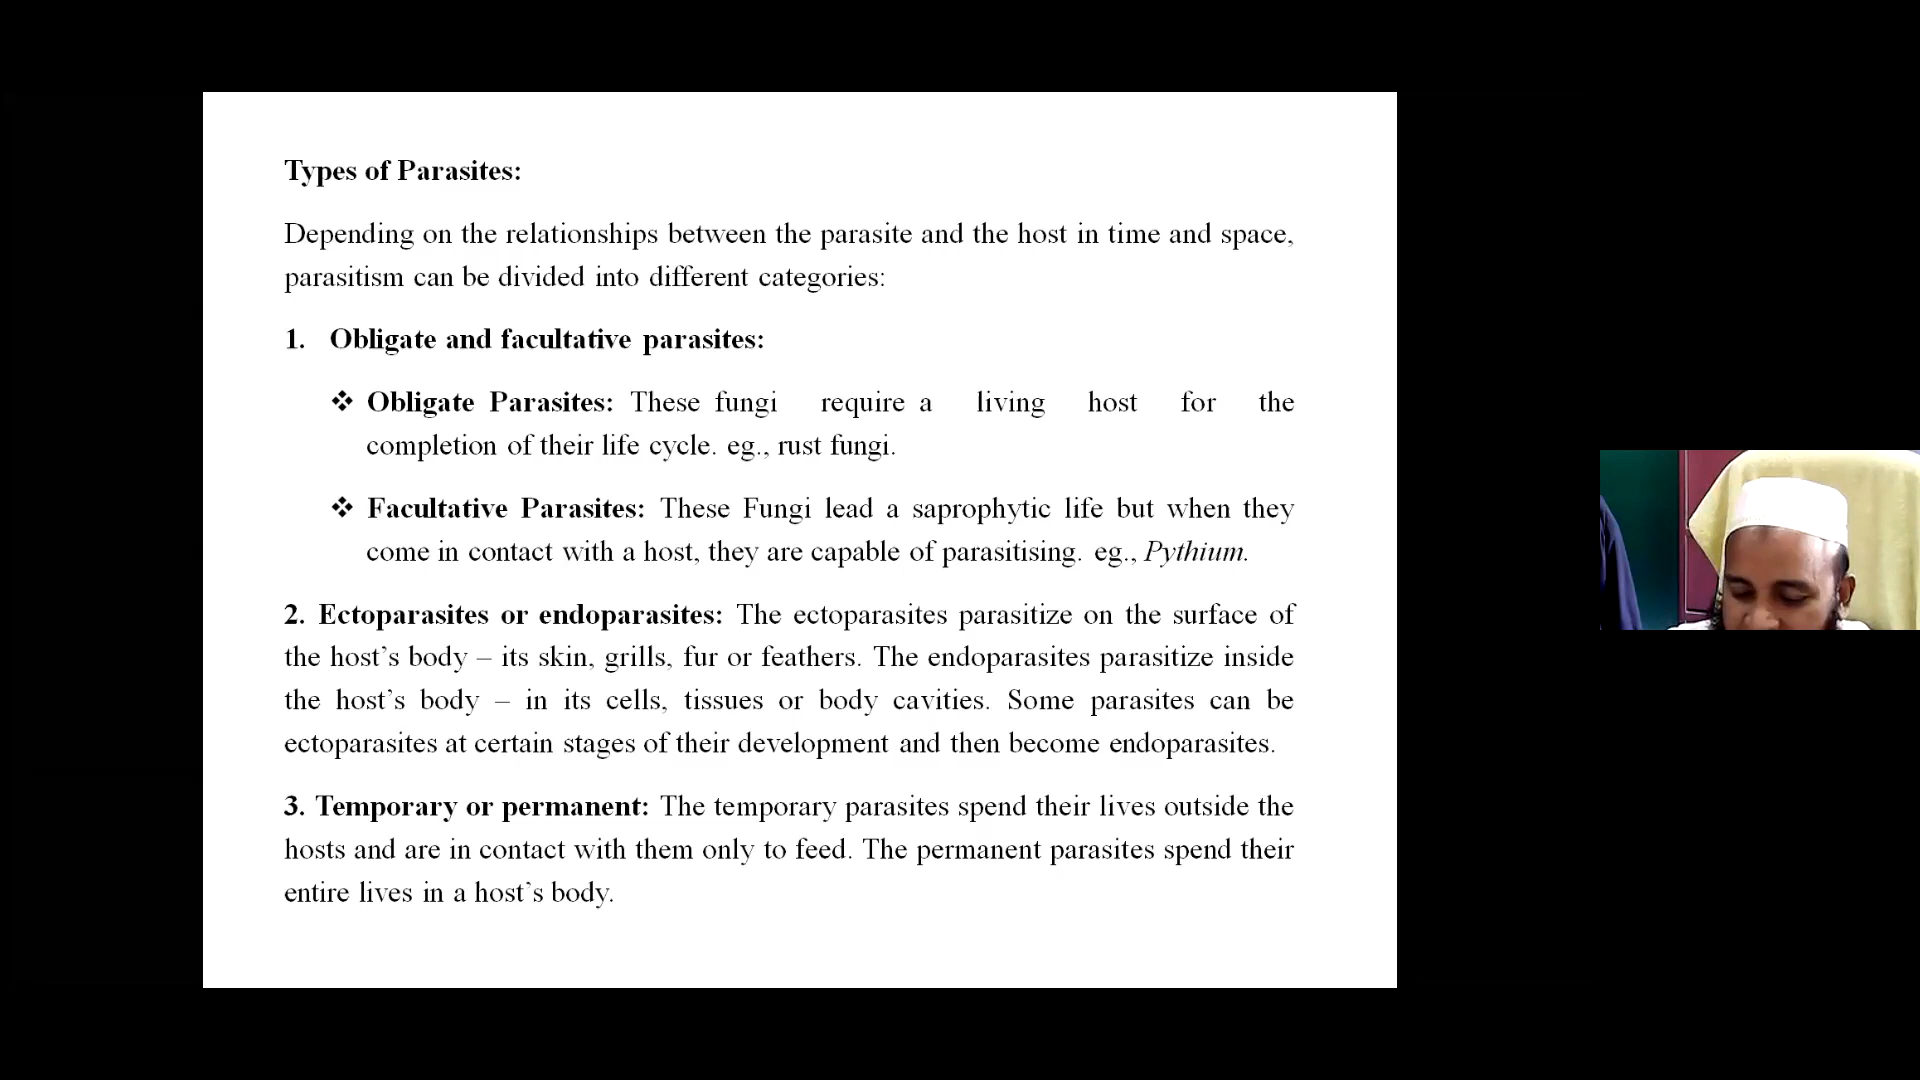 Types of Parasites:
Depending on the relationships between the parasite and the host in time and space,
parasitism can be divided into different categories:
1. Obligate and facultative parasites:
❖ Obligate Parasites: These fungi require a living host for the
completion of their life cycle. eg., rust fungi.
❖ Facultative Parasites: These Fungi lead a saprophytic life but when they
come in contact with a host, they are capable of parasitising. eg., Pythium.
2. Ectoparasites or endoparasites: The ectoparasites parasitize on the surface of
the host’s body – its skin, grills, fur or feathers. The endoparasites parasitize inside
the host’s body – in its cells, tissues or body cavities. Some parasites can be
ectoparasites at certain stages of their development and then become endoparasites.
3. Temporary or permanent: The temporary parasites spend their lives outside the
hosts and are in contact with them only to feed. The permanent parasites spend their
entire lives in a host’s body.